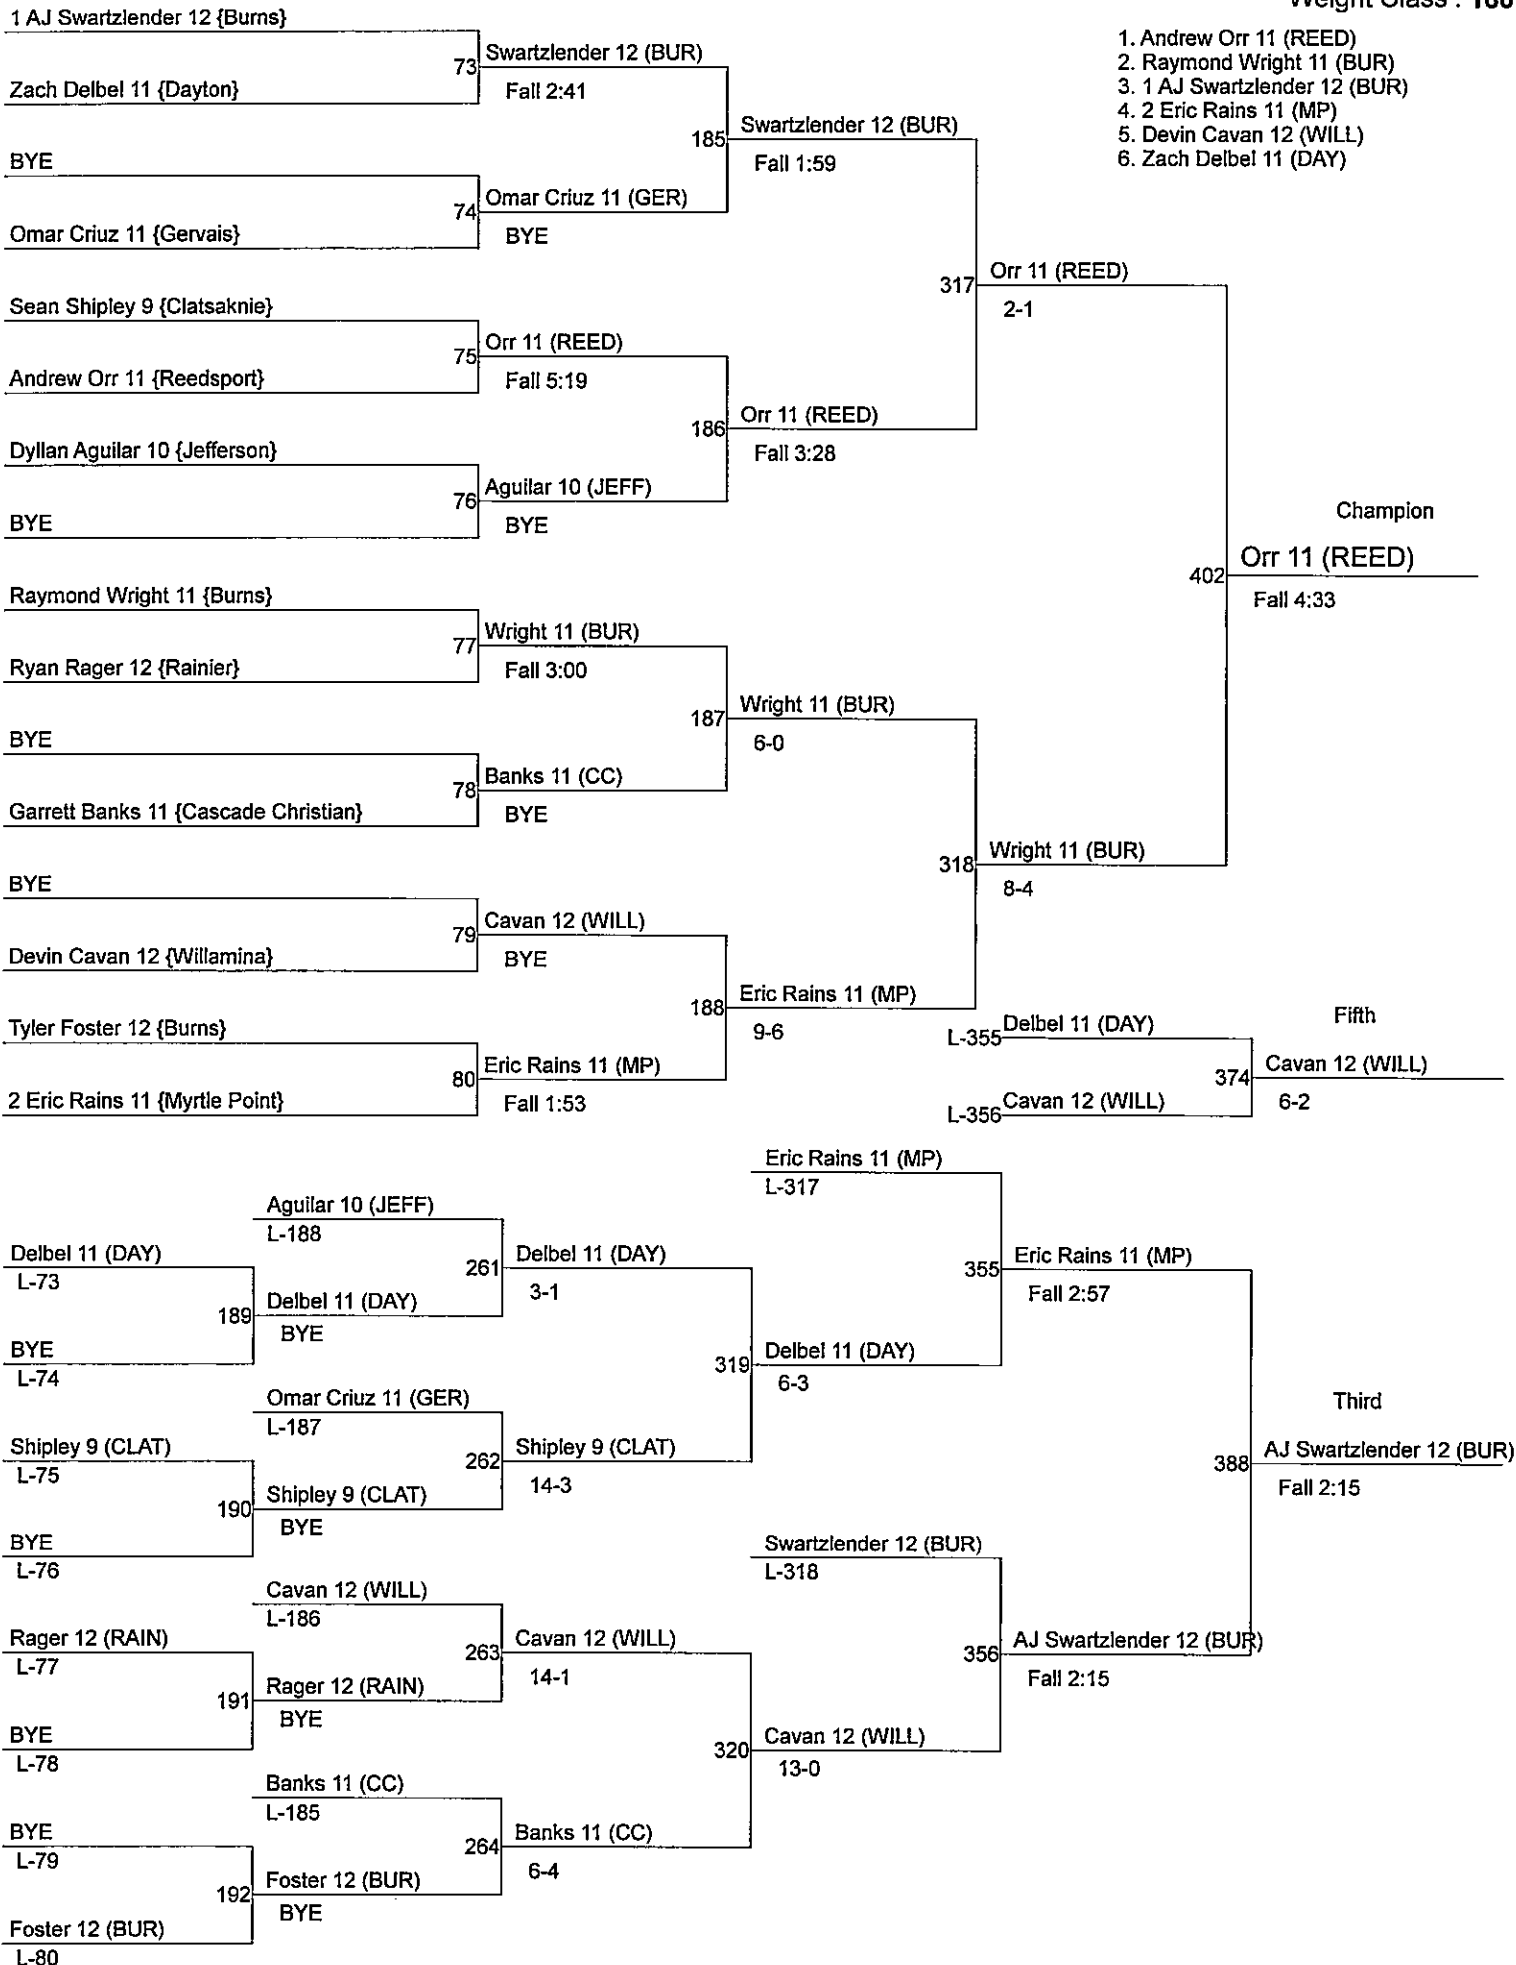 Weight Class :
1 AJ Swartzlender 12 {Burns}
73
Swartzlender 12 (BUR)
Fall 2:41
Zach Delbel 11 {Dayton}
185
Swartzlender 12 (BUR)
Fall 1:59
BYE
74
Omar Criuz 11 (GER)
BYE
Omar Criuz 11 {Gervais}
1. Andrew Orr 11 (REED)
2. Raymond Wright 11 (BUR)
3. 1 AJ Swartzlender 12 (BUR)
4. 2 Eric Rains 11 (MP)
5. Devin Cavan 12 (WILL)
6. Zach Delbel 11 (DAY)
317
Orr 11 (REED)
2-1
Sean Shipley 9 {Clatsaknie}
75
Orr 11 (REED)
Fall 5:19
Andrew Orr 11 {Reedsport}
186
Orr 11 (REED)
Fall 3:28
Dyllan Aguilar 10 {Jefferson}
76
Aguilar 10 (JEFF)
BYE
BYE
Champion
402
Orr 11 (REED)
Fall 4:33
Raymond Wright 11 {Burns}
77
Wright 11 (BUR)
Fall 3:00
Ryan Rager 12 {Rainier}
187
Wright 11 (BUR)
6-0
BYE
78
Banks 11 (CC)
BYE
Garrett Banks 11 {Cascade Christian}
318
Wright 11 (BUR)
8-4
BYE
79
Cavan 12 (WILL)
BYE
Devin Cavan 12 {Willamina}
188
Eric Rains 11 (MP)
9-6
Tyler Foster 12 {Burns}
80
Eric Rains 11 (MP)
Fall 1:53
2 Eric Rains 11 {Myrtle Point}
L-355
Delbel 11 (DAY)
Fifth
374
Cavan 12 (WILL)
6-2
L-356
Cavan 12 (WILL)
Eric Rains 11 (MP)
L-317
Aguilar 10 (JEFF)
L-188
Delbel 11 (DAY)
L-73
261
Delbel 11 (DAY)
3-1
355
Eric Rains 11 (MP)
Fall 2:57
189
Delbel 11 (DAY)
BYE
BYE
L-74
319
Delbel 11 (DAY)
6-3
Omar Criuz 11 (GER)
L-187
Third
Shipley 9 (CLAT)
L-75
262
Shipley 9 (CLAT)
14-3
388
AJ Swartzlender 12 (BUR)
Fall 2:15
190
Shipley 9 (CLAT)
BYE
BYE
L-76
Swartzlender 12 (BUR)
L-318
Cavan 12 (WILL)
L-186
Rager 12 (RAIN)
L-77
263
Cavan 12 (WILL)
14-1
356
AJ Swartzlender 12 (BUR)
Fall 2:15
191
Rager 12 (RAIN)
BYE
BYE
L-78
320
Cavan 12 (WILL)
13-0
Banks 11 (CC)
L-185
BYE
L-79
264
Banks 11 (CC)
6-4
192
Foster 12 (BUR)
BYE
Foster 12 (BUR)
L-80